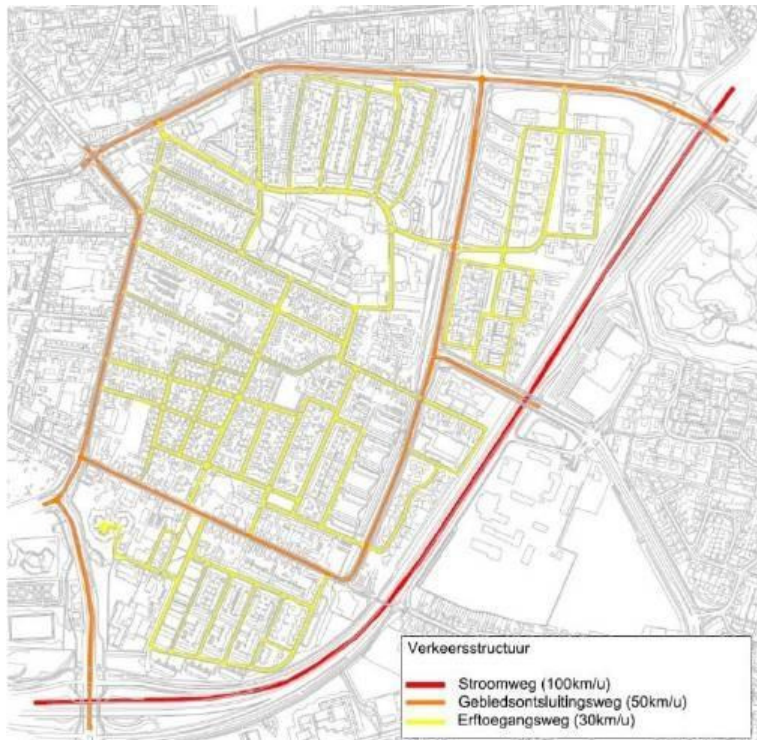 Verkeersstructuur
Stroomweg (100km/u)
Gebiedsontsluitingsweg (50km/u)
Erftoegangsweg (30km/u)